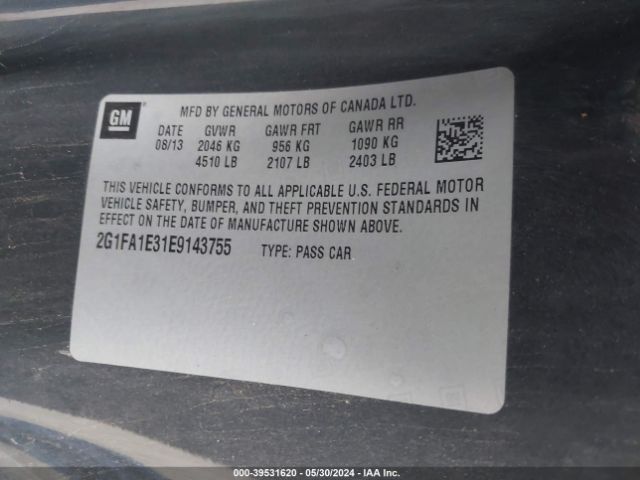 GM
MFD BY GENERAL MOTORS OF CANADA LTD.
DATE GVWR GAWR FRT GAWR RR
08/13 2046 KG 956 KG 1090 KG
4510 LB 2107 LB 2403 LB
THIS VEHICLE CONFORMS TO ALL APPLICABLE U.S. FEDERAL MOTOR
VEHICLE SAFETY, BUMPER, AND THEFT PREVENTION STANDARDS IN
EFFECT ON THE DATE OF MANUFACTURE SHOWN ABOVE.
2G1FA1E31E9143755 TYPE: PASS CAR
000-39531620 - 05/30/2024 - IAA Inc.